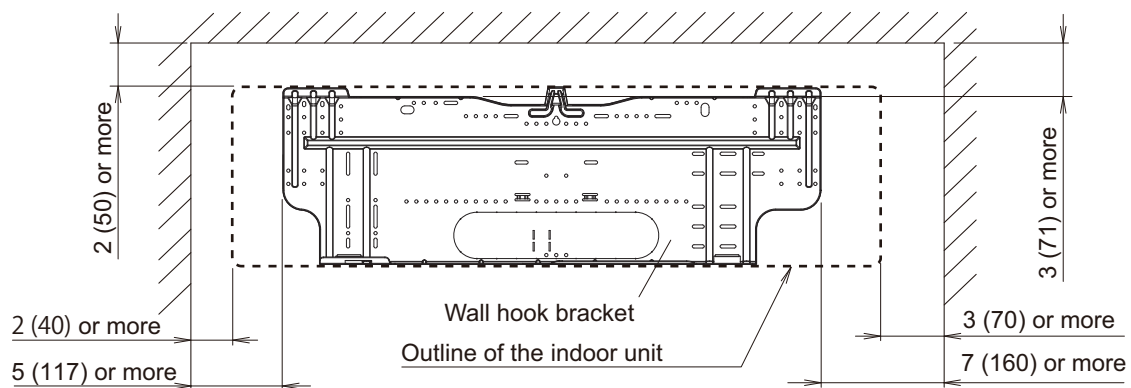 2 (50) or more
3 (71) or more
Wall hook bracket
2 (40) or more
3 (70) or more
Outline of the indoor unit
5 (117) or more
7 (160) or more